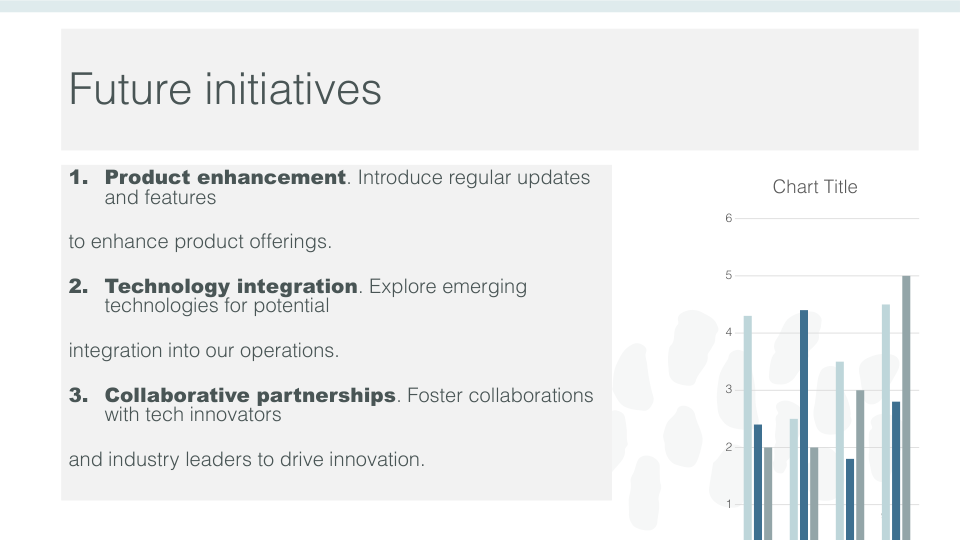 Future initiatives
1. Product enhancement. Introduce regular updates
and features
to enhance product offerings.
2. Technology integration. Explore emerging
technologies for potential
integration into our operations.
3. Collaborative partnerships. Foster collaborations
with tech innovators
and industry leaders to drive innovation.
Chart Title
6
5
4
3
2
1